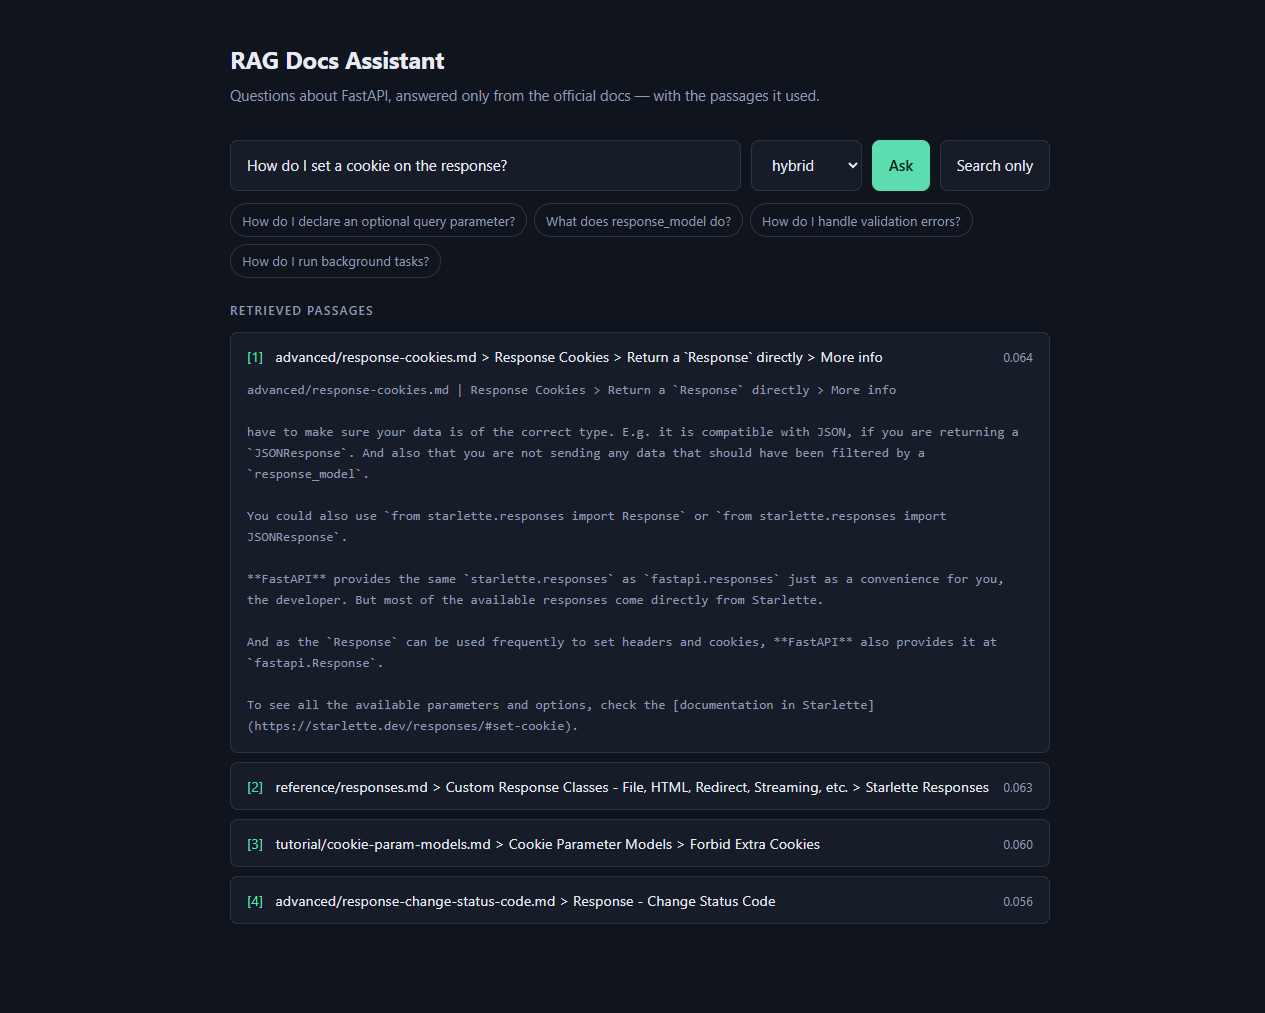 RAG Docs Assistant
Questions about FastAPI, answered only from the official docs — with the passages it used.
How do I set a cookie on the response?
hybrid
Ask
Search only
How do I declare an optional query parameter?
What does response_model do?
How do I handle validation errors?
How do I run background tasks?
RETRIEVED PASSAGES
[1] advanced/response-cookies.md > Response Cookies > Return a `Response` directly > More info 0.064
advanced/response-cookies.md | Response Cookies > Return a `Response` directly > More info
have to make sure your data is of the correct type. E.g. it is compatible with JSON, if you are returning a
`JSONResponse`. And also that you are not sending any data that should have been filtered by a
`response_model`.
You could also use `from starlette.responses import Response` or `from starlette.responses import
JSONResponse`.
**FastAPI** provides the same `starlette.responses` as `fastapi.responses` just as a convenience for you,
the developer. But most of the available responses come directly from Starlette.
And as the `Response` can be used frequently to set headers and cookies, **FastAPI** also provides it at
`fastapi.Response`.
To see all the available parameters and options, check the [documentation in Starlette]
(https://starlette.dev/responses/#set-cookie).
[2] reference/responses.md > Custom Response Classes - File, HTML, Redirect, Streaming, etc. > Starlette Responses 0.063
[3] tutorial/cookie-param-models.md > Cookie Parameter Models > Forbid Extra Cookies 0.060
[4] advanced/response-change-status-code.md > Response - Change Status Code 0.056